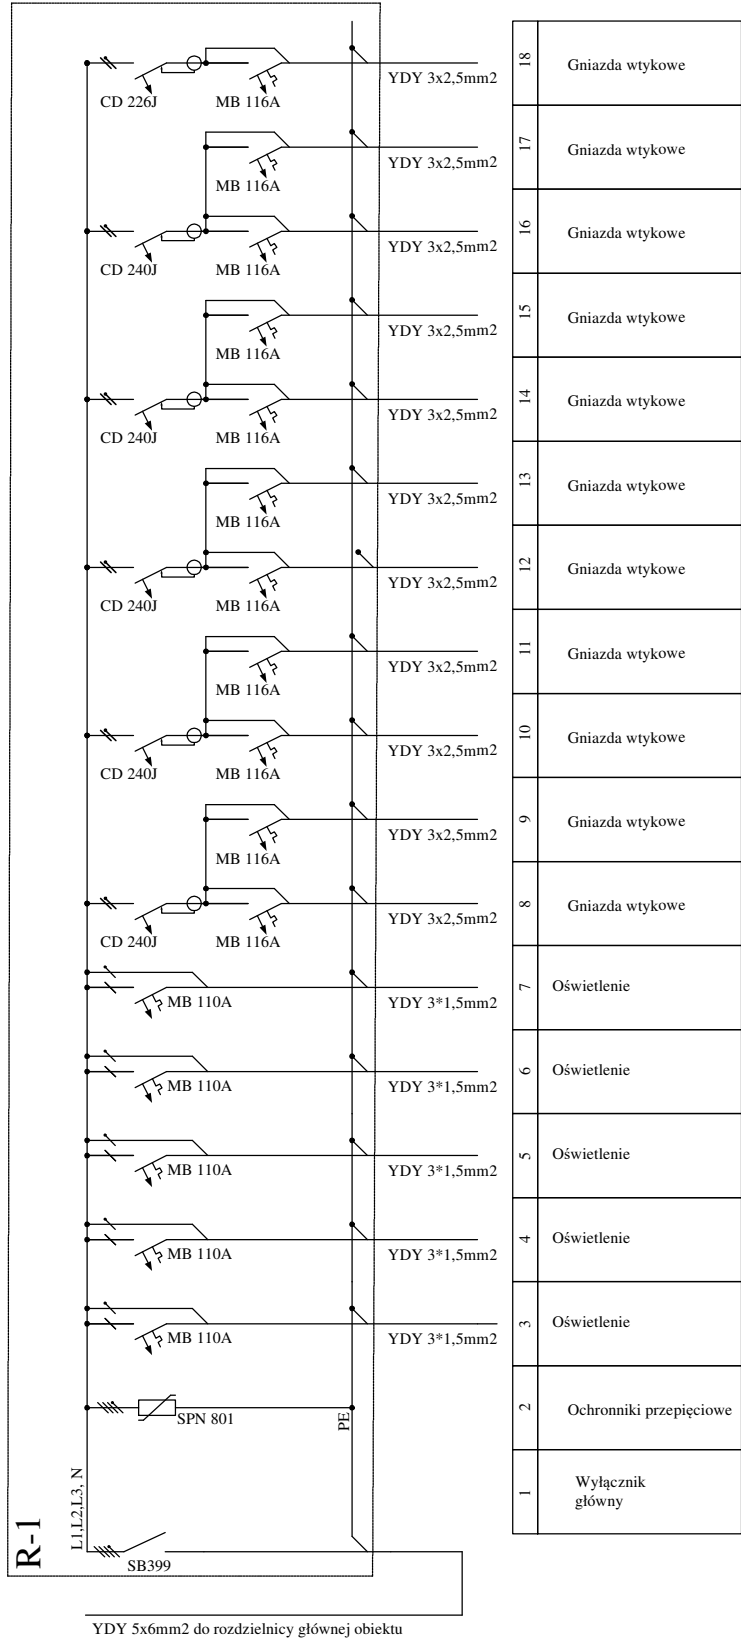 18
Gniazda wtykowe
YDY 3x2,5mm2
CD 226J
MB 116A
17
Gniazda wtykowe
YDY 3x2,5mm2
MB 116A
16
Gniazda wtykowe
YDY 3x2,5mm2
CD 240J
MB 116A
15
Gniazda wtykowe
YDY 3x2,5mm2
MB 116A
14
Gniazda wtykowe
YDY 3x2,5mm2
CD 240J
MB 116A
13
Gniazda wtykowe
YDY 3x2,5mm2
MB 116A
12
Gniazda wtykowe
YDY 3x2,5mm2
CD 240J
MB 116A
11
Gniazda wtykowe
YDY 3x2,5mm2
MB 116A
10
Gniazda wtykowe
YDY 3x2,5mm2
CD 240J
MB 116A
9
Gniazda wtykowe
YDY 3x2,5mm2
MB 116A
8
Gniazda wtykowe
YDY 3x2,5mm2
CD 240J
MB 116A
7
Oświetlenie
MB 110A
YDY 3*1,5mm2
6
Oświetlenie
MB 110A
YDY 3*1,5mm2
5
Oświetlenie
MB 110A
YDY 3*1,5mm2
4
Oświetlenie
MB 110A
YDY 3*1,5mm2
3
Oświetlenie
MB 110A
YDY 3*1,5mm2
2
Ochronniki przepięciowe
SPN 801
PE
1
Wyłącznik
główny
L1,L2,L3, N
R-1
SB399
YDY 5x6mm2 do rozdzielnicy głównej obiektu